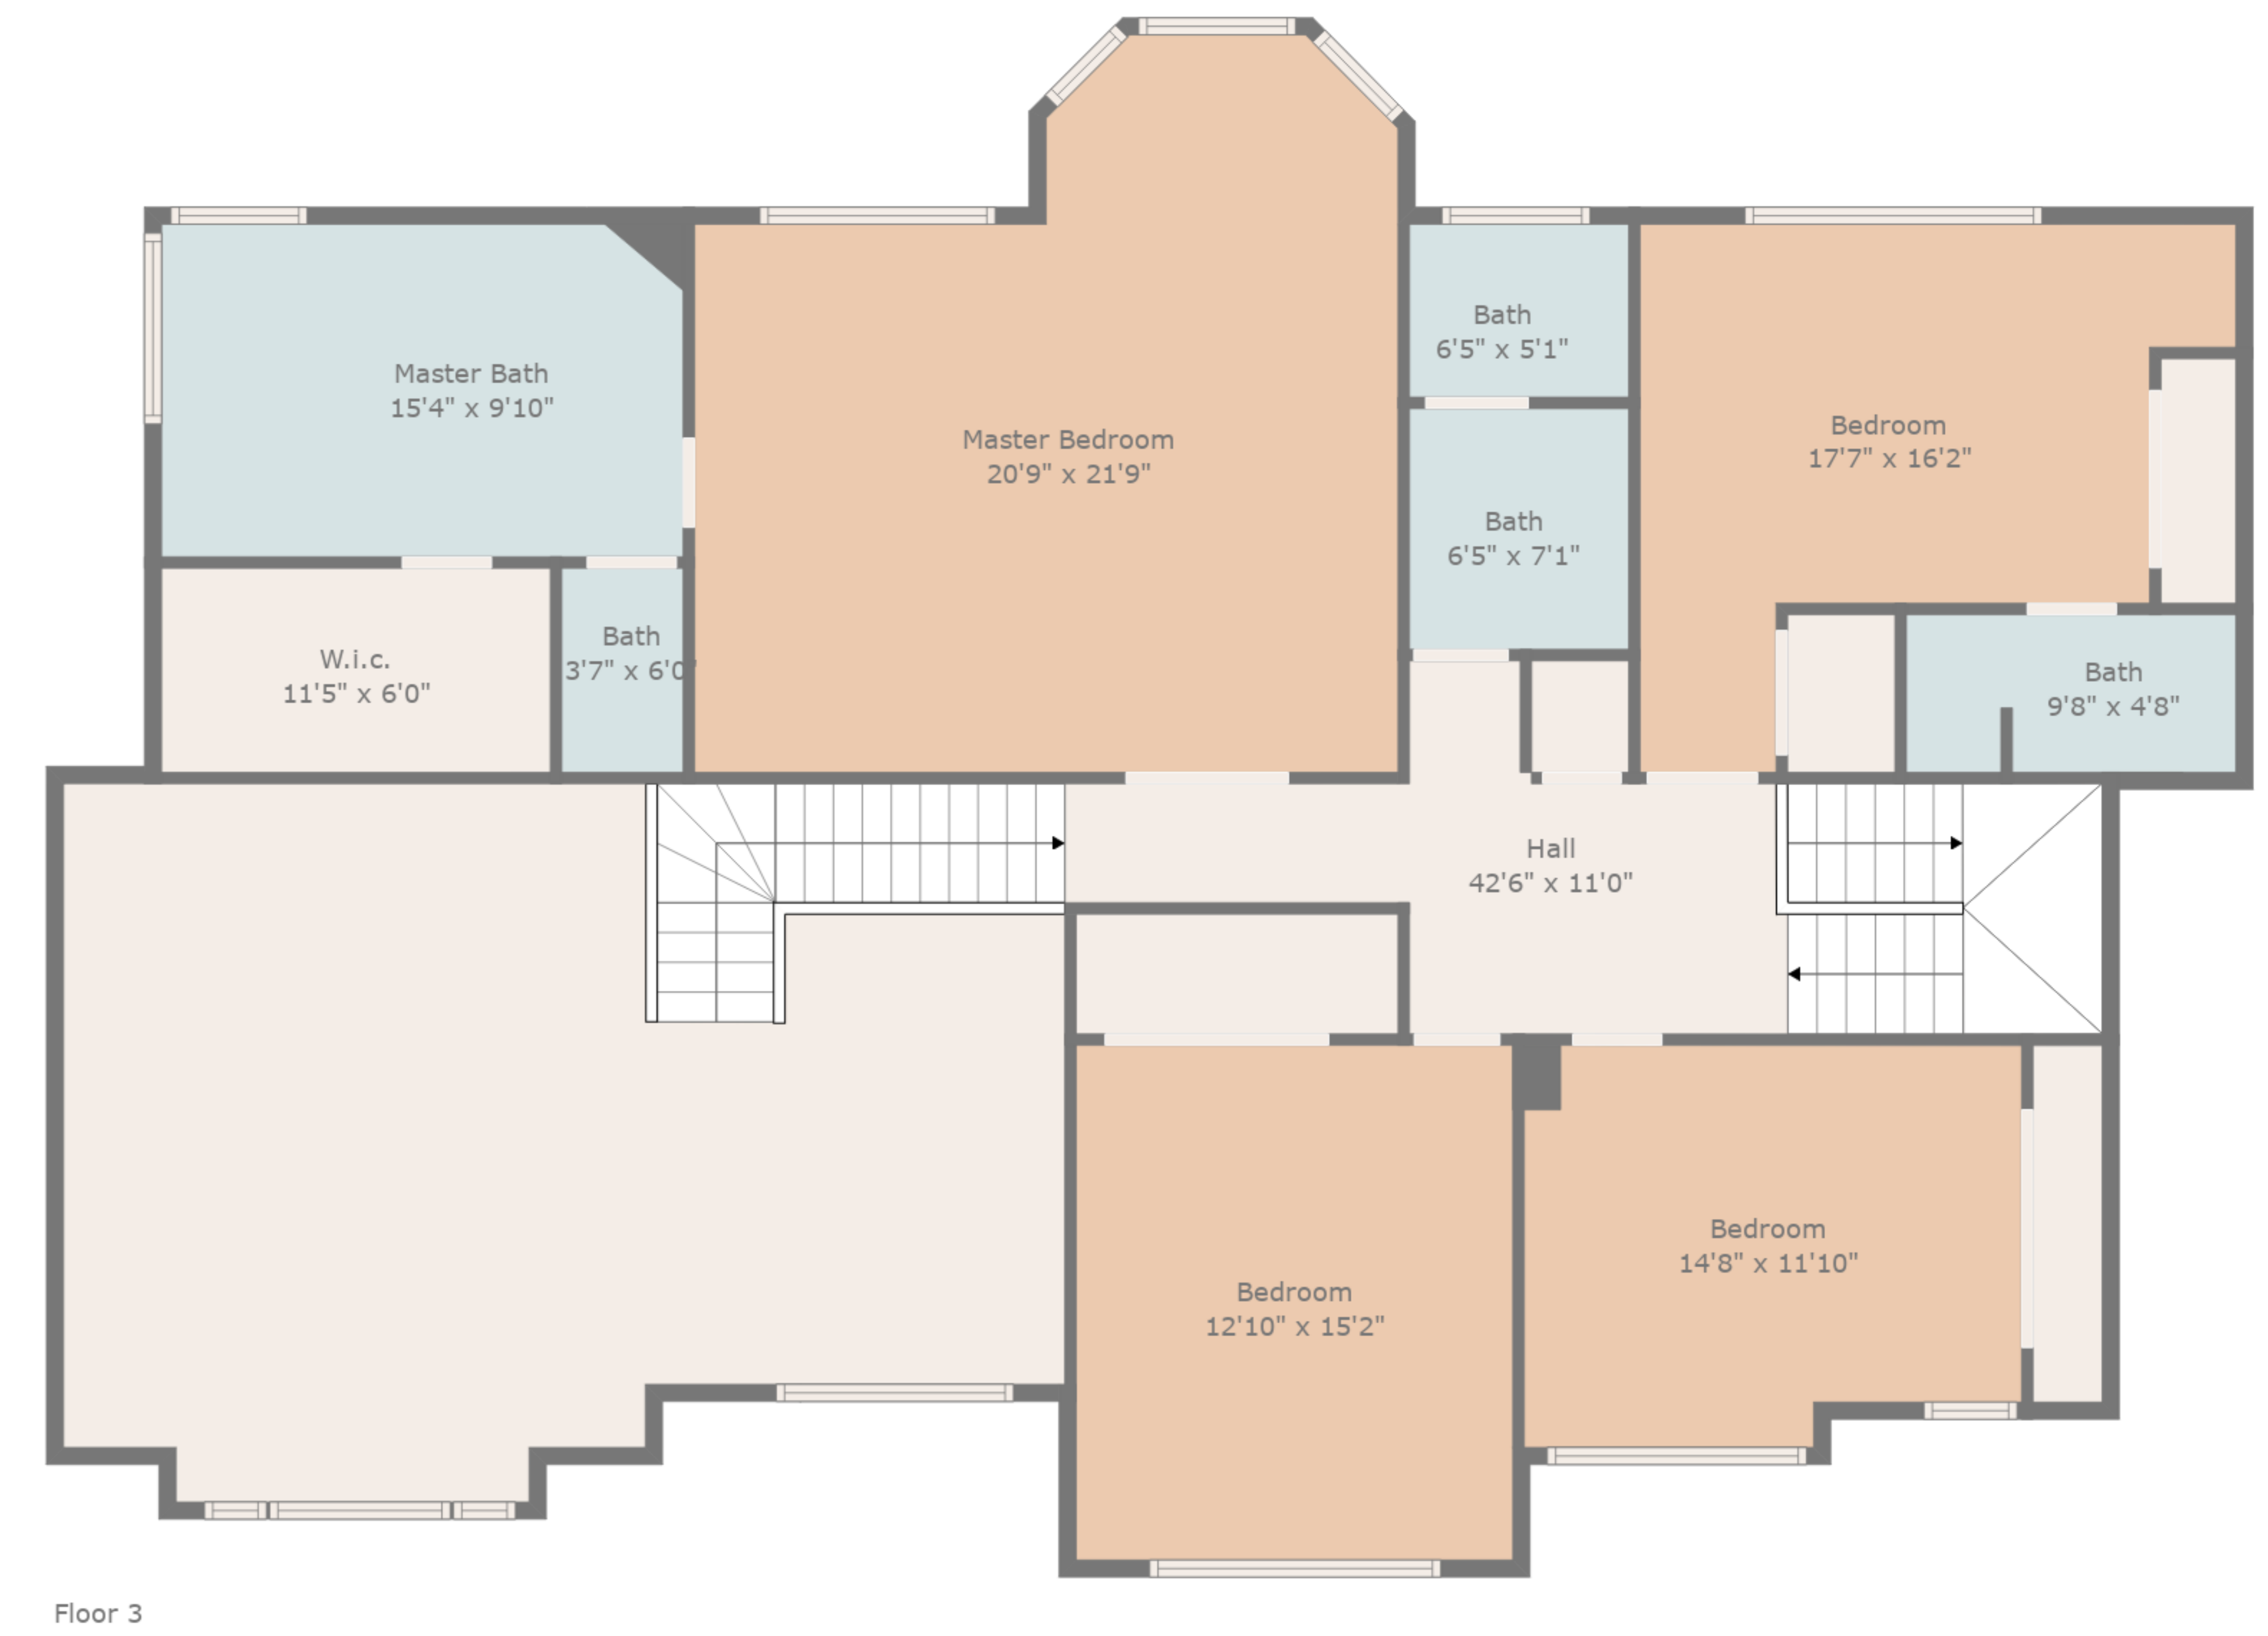 Master Bath
15'4" x 9'10"
Master Bedroom
20'9" x 21'9"
Bath
6'5" x 5'1"
Bath
6'5" x 7'1"
Bedroom
17'7" x 16'2"
W.i.c.
11'5" x 6'0"
Bath
3'7" x 6'0"
Bath
9'8" x 4'8"
Hall
42'6" x 11'0"
Bedroom
12'10" x 15'2"
Bedroom
14'8" x 11'10"
Floor 3